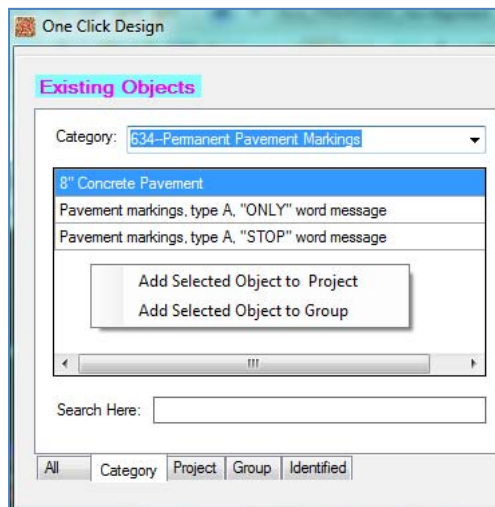 One Click Design
Existing Objects
Category: 634--Permanent Pavement Markings
8" Concrete Pavement
Pavement markings, type A, "ONLY" word message
Pavement markings, type A, "STOP" word message
Add Selected Object to Project
Add Selected Object to Group
Search Here:
All Category Project Group Identified